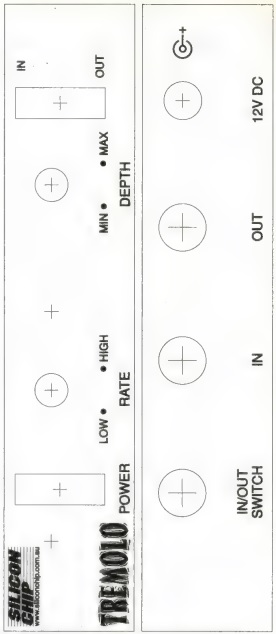 SILICON
CHIP
www.siliconchip.com.au
TREMOLO
POWER
LOW • • HIGH
RATE
MIN • • MAX
DEPTH
IN
OUT
IN/OUT
SWITCH
IN
OUT
12V DC
+